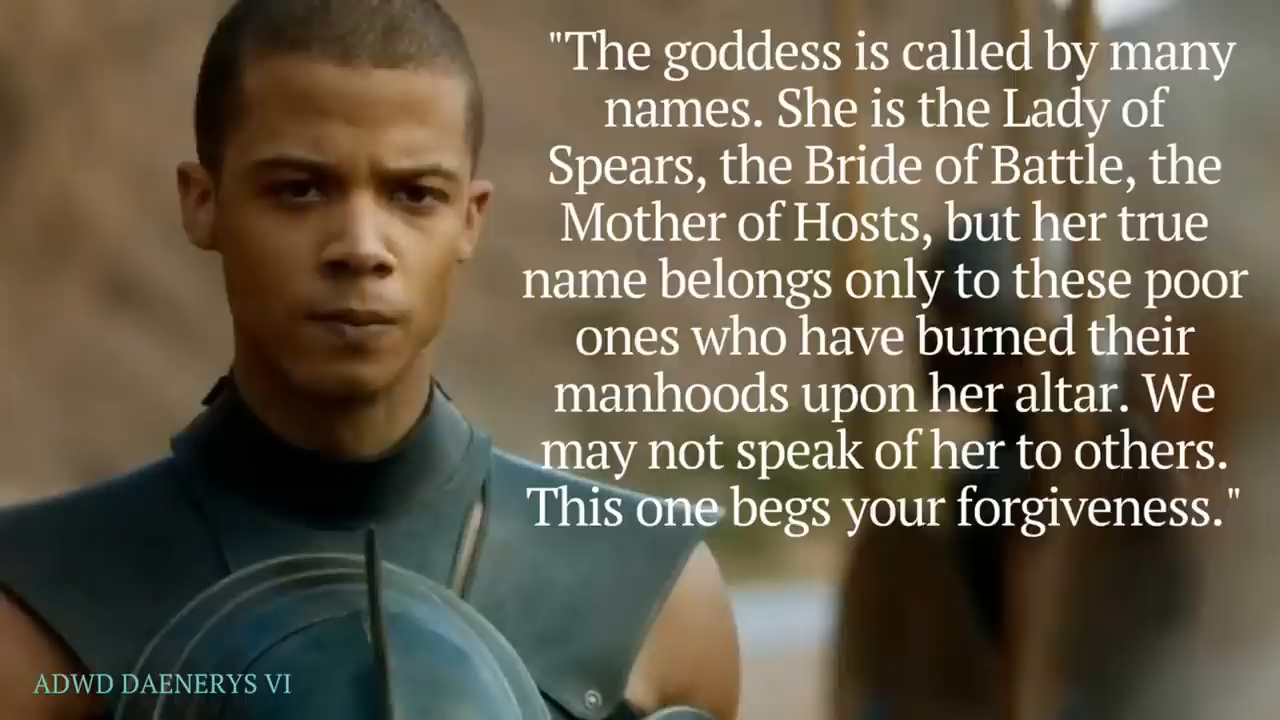 "The goddess is called by many
names. She is the Lady of
Spears, the Bride of Battle, the
Mother of Hosts, but her true
name belongs only to these poor
ones who have burned their
manhoods upon her altar. We
may not speak of her to others.
This one begs your forgiveness."
ADWD DAENERYS VI